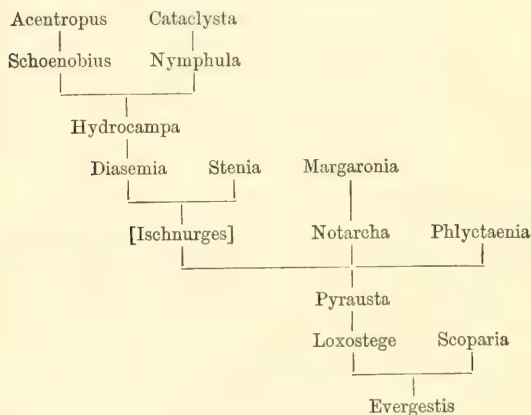 Acentropus Cataclysta
Schoenobius Nymphula
Hydrocampa
Diasemia Stenia Margaronia
[Ischnurges] Notarcha Phlyctaenia
Pyrausta
Loxostege Scoparia
Evergestis